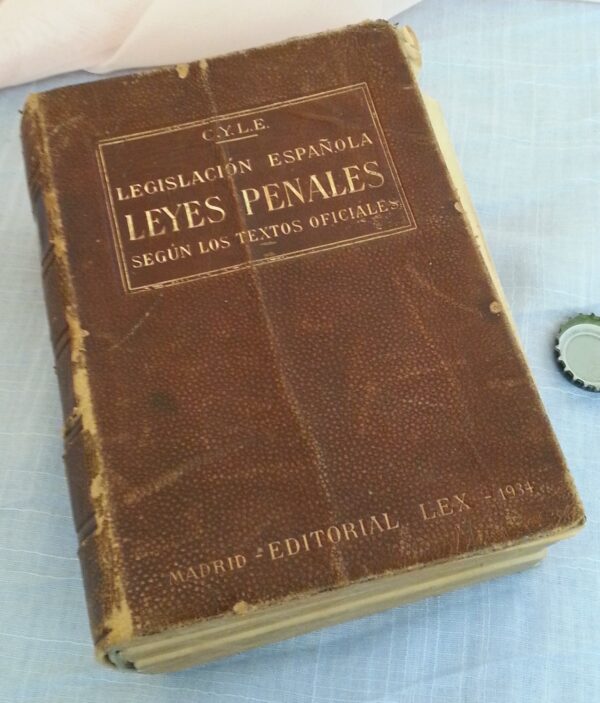 C.Y.L.E.
LEGISLACIÓN ESPAÑOLA
LEYES PENALES
SEGÚN LOS TEXTOS OFICIALES
MADRID - EDITORIAL LEX - 1934